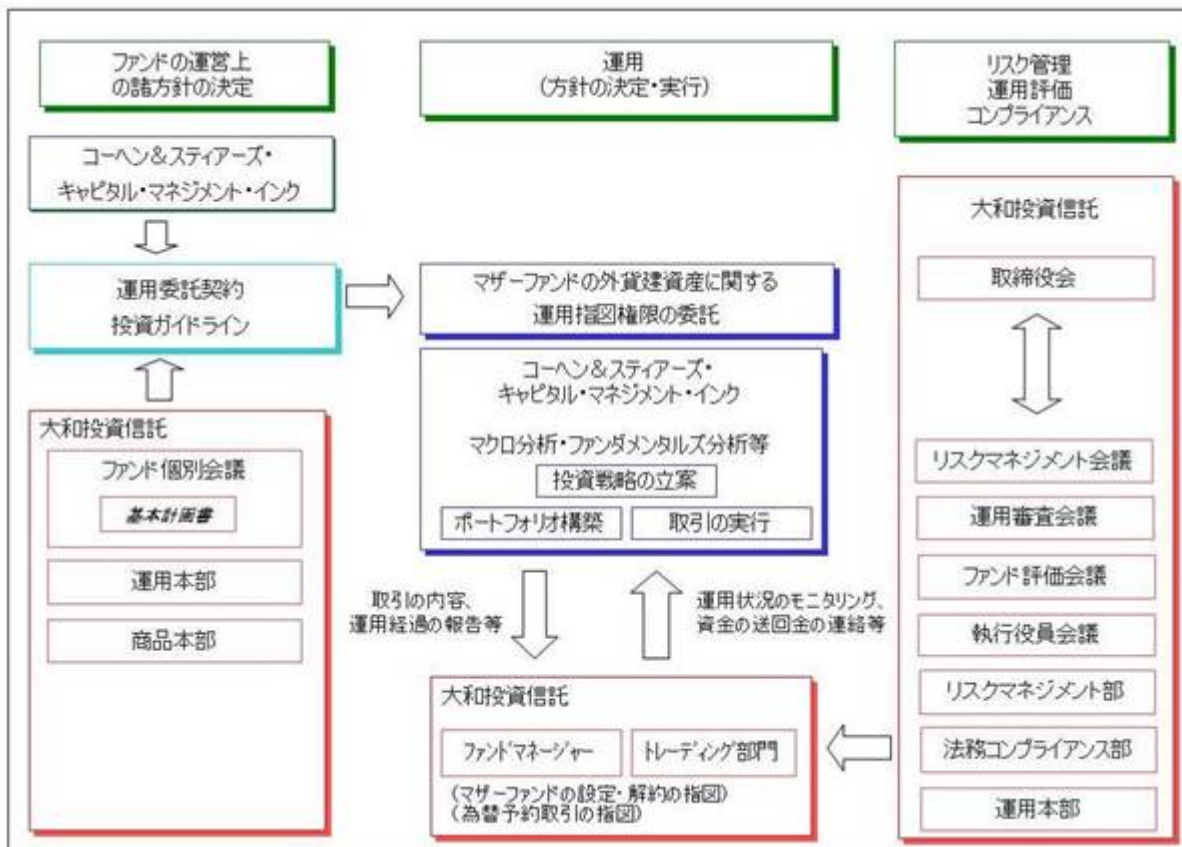 ファンドの運営上
の諸方針の決定
運用
(方針の決定・実行)
リスク管理
運用評価
コンプライアンス
コーヘン＆スティアーズ・
キャピタル・マネジメント・インク
運用委託契約
投資ガイドライン
マザーファンドの外貨建資産に関する
運用指図権限の委託
コーヘン＆スティアーズ・
キャピタル・マネジメント・インク
マクロ分析・ファンダメンタルズ分析等
投資戦略の立案
ポートフォリオ構築
取引の実行
大和投資信託
ファンド個別会議
基本計画書
運用本部
商品本部
取引の内容、
運用経過の報告等
運用状況のモニタリング、
資金の送回金の連絡等
大和投資信託
ファンドマネージャー
トレーディング部門
(マザーファンドの設定・解約の指図)
(為替予約取引の指図)
大和投資信託
取締役会
リスクマネジメント会議
運用審査会議
ファンド評価会議
執行役員会議
リスクマネジメント部
法務コンプライアンス部
運用本部